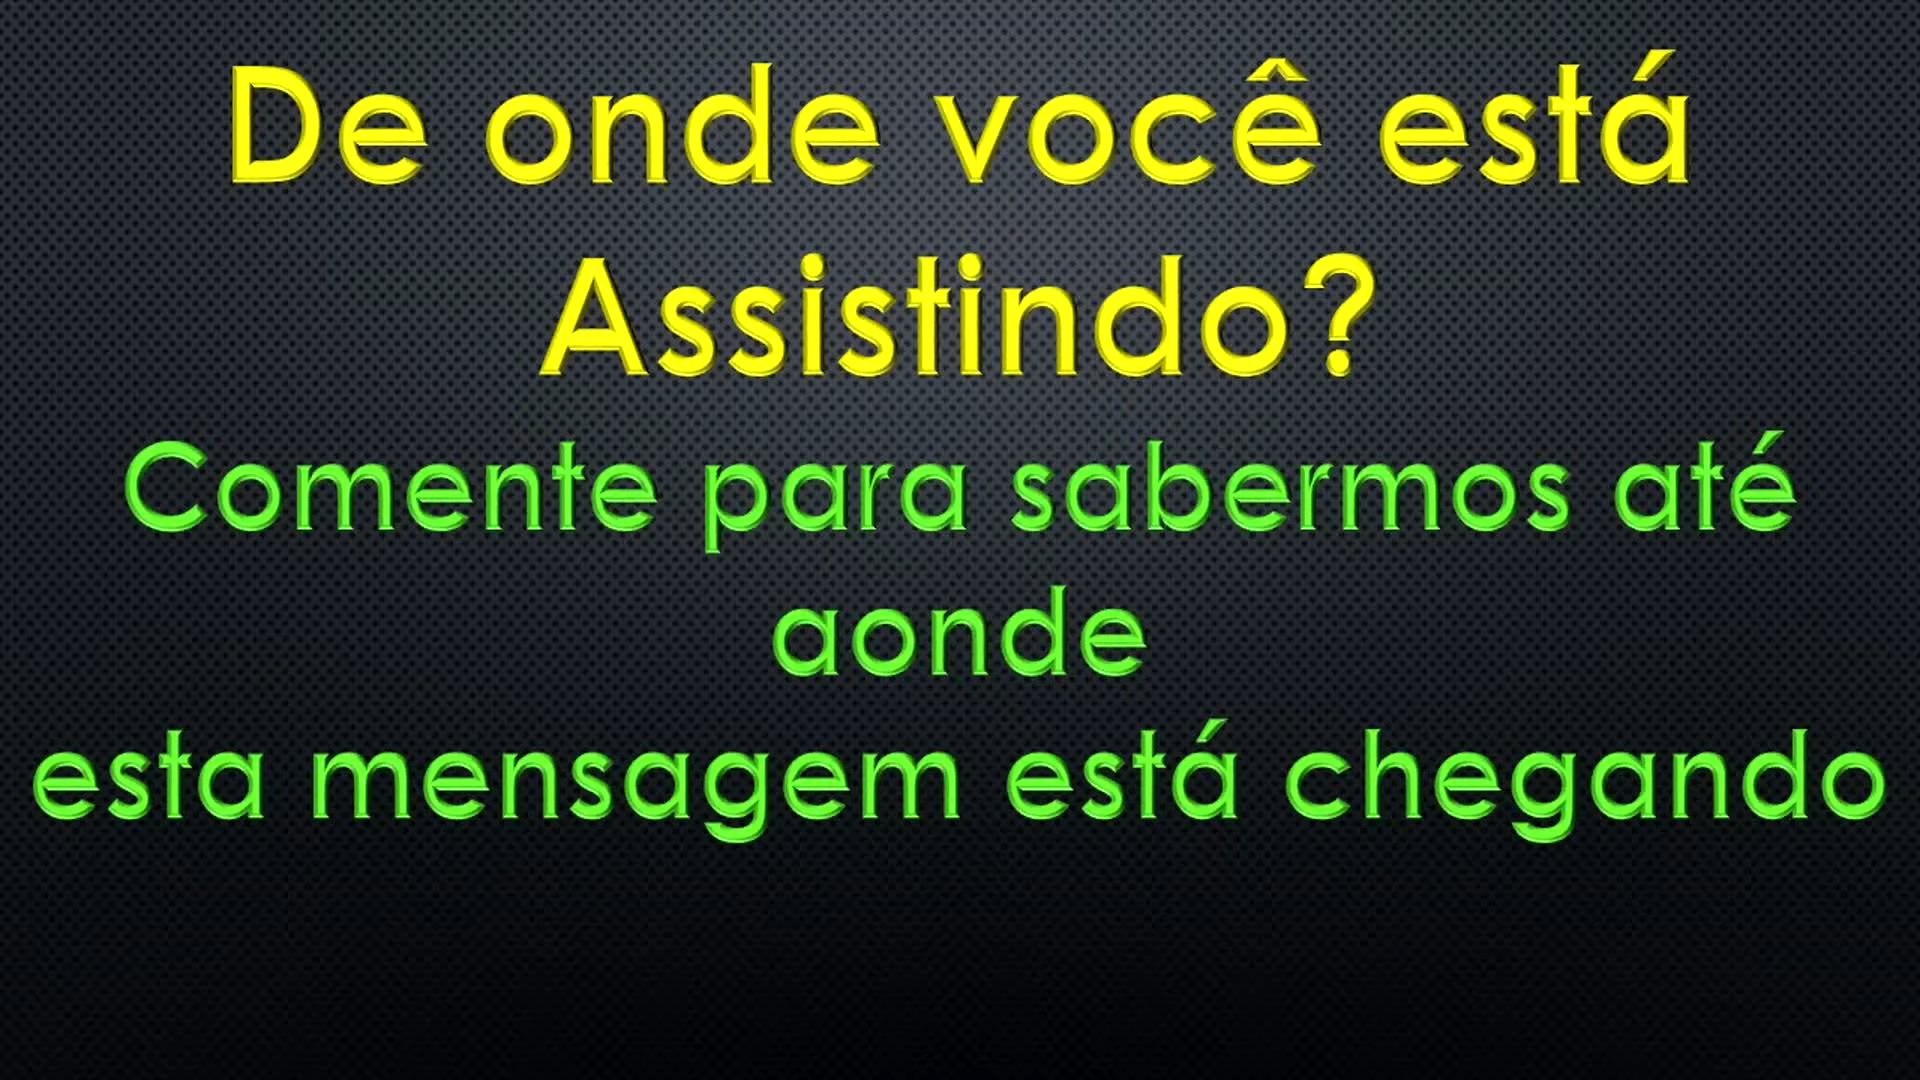 De onde você está
Assistindo?
Comente para sabermos até
aonde
esta mensagem está chegando